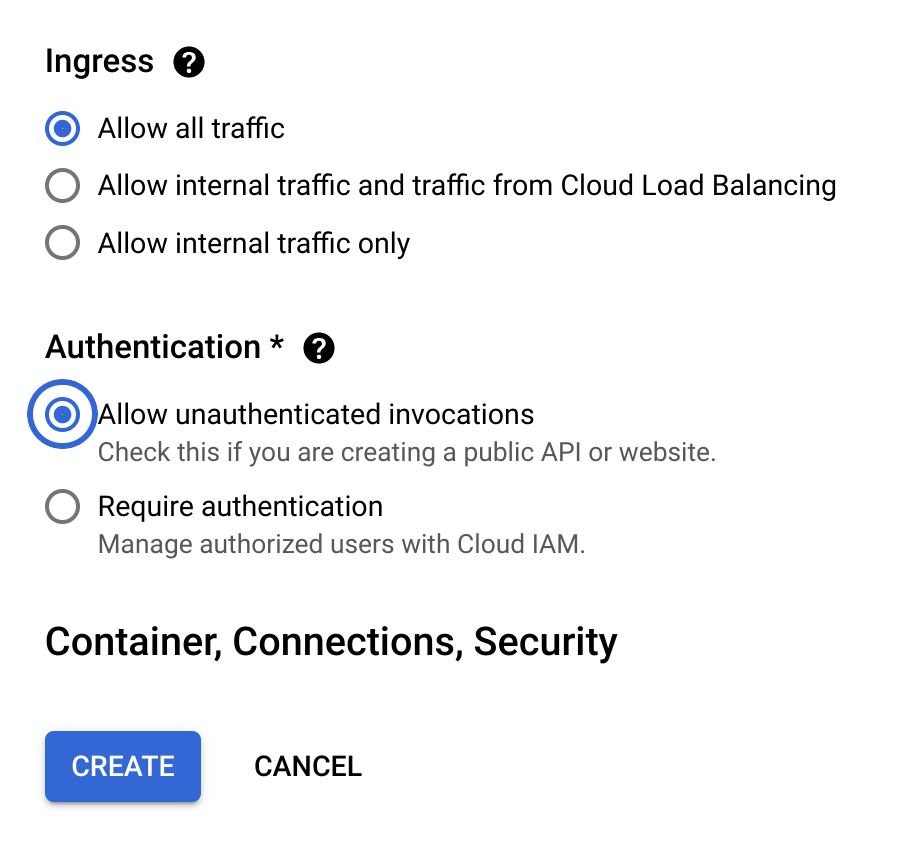 Ingress ?
Allow all traffic
Allow internal traffic and traffic from Cloud Load Balancing
Allow internal traffic only
Authentication * ?
Allow unauthenticated invocations
Check this if you are creating a public API or website.
Require authentication
Manage authorized users with Cloud IAM.
Container, Connections, Security
CREATE CANCEL